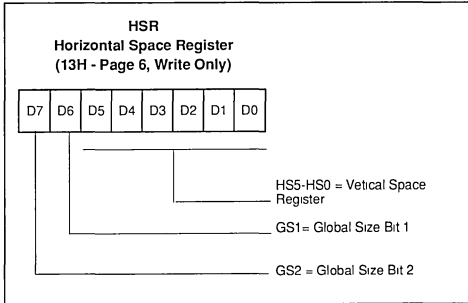 HSR
Horizontal Space Register
(13H - Page 6, Write Only)
D7 D6 D5 D4 D3 D2 D1 D0
HS5-HS0 = Vetical Space
Register
GS1= Global Size Bit 1
GS2 = Global Size Bit 2